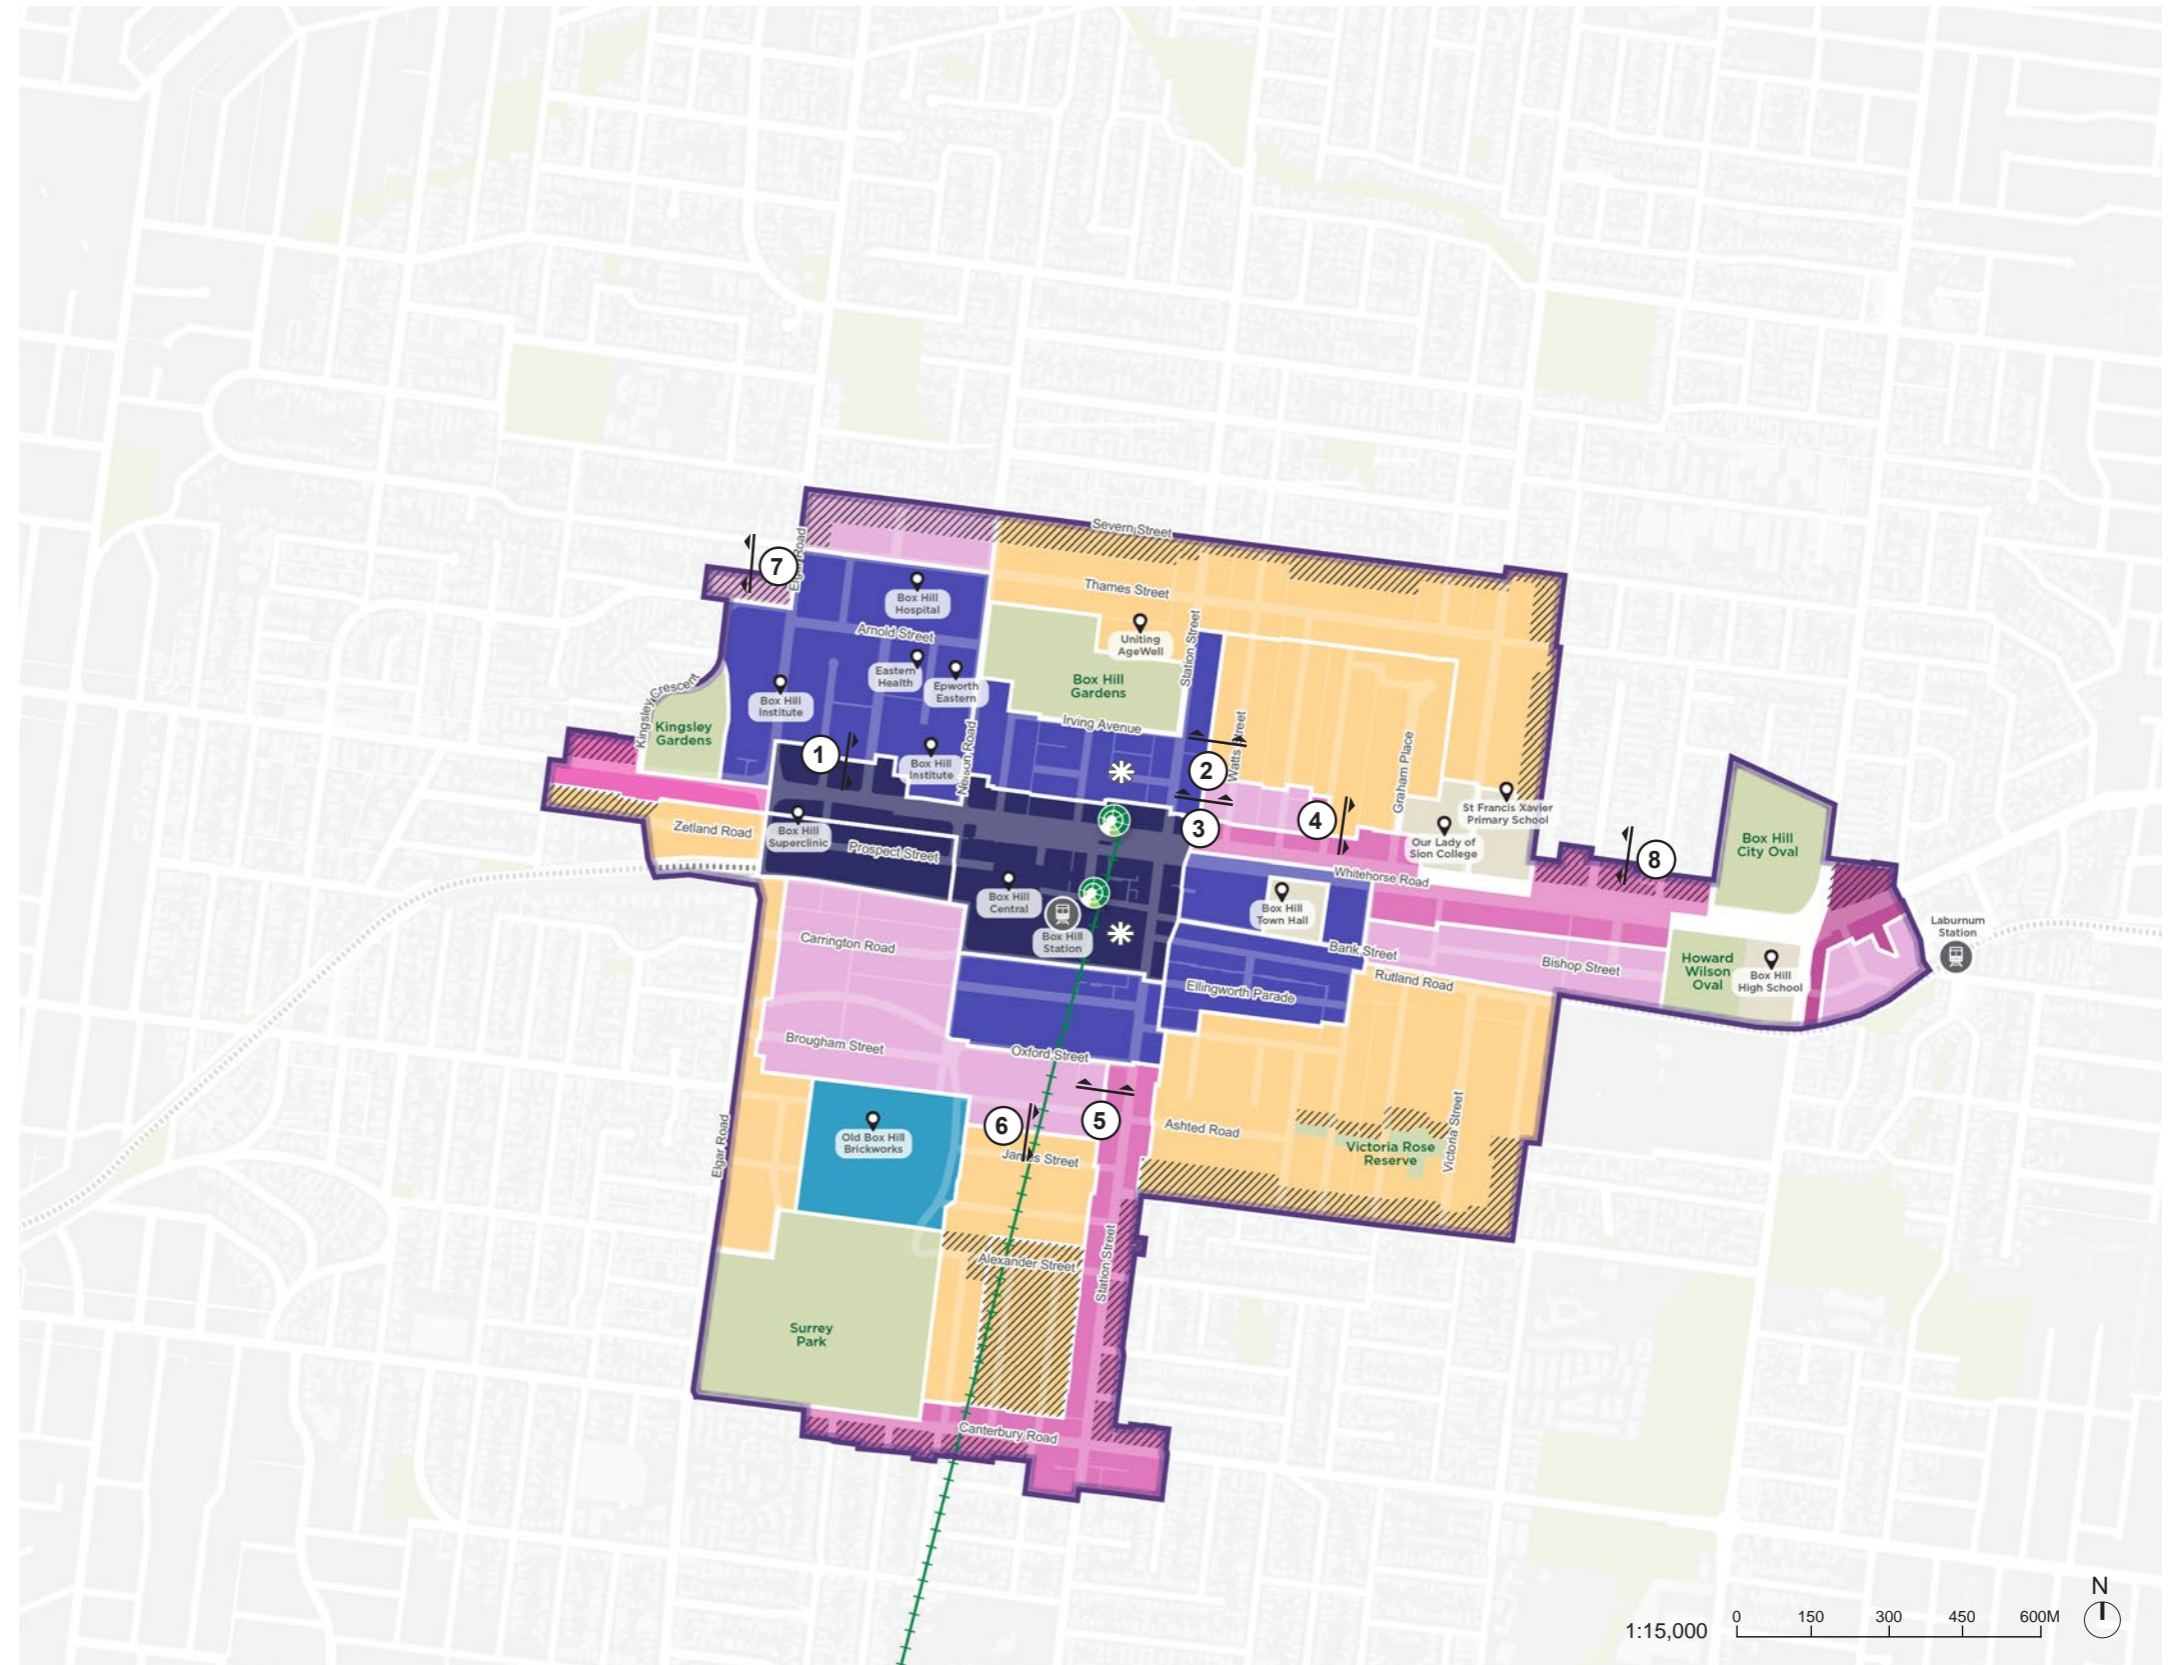 Severn Street
Elgar Road
7
Box Hill
Hospital
Thames Street
Arnold Street
Uniting
AgeWell
Station Street
Eastern
Health
Epworth
Eastern
Box Hill
Gardens
Box Hill
Institute
Kingsley Crescent
Kingsley
Gardens
Irving Avenue
Nelson Road
Watts Street
1
Box Hill
Institute
2
Graham Place
St Francis Xavier
Primary School
3
4
Our Lady of
Sion College
Zetland Road
Box Hill
Superclinic
Prospect Street
8
Box Hill
City Oval
Whitehorse Road
Box Hill
Central
Box Hill
Town Hall
Box Hill
Station
Laburnum
Station
Carrington Road
Bank Street
Bishop Street
Howard
Wilson
Oval
Box Hill
High School
Rutland Road
Ellingworth Parade
Brougham Street
Oxford Street
Old Box Hill
Brickworks
6
5
Ashted Road
Victoria Street
Victoria Rose
Reserve
Elgar Road
James Street
Alexander Street
Station Street
Surrey
Park
Canterbury Road
N
1:15,000
0 150 300 450 600M